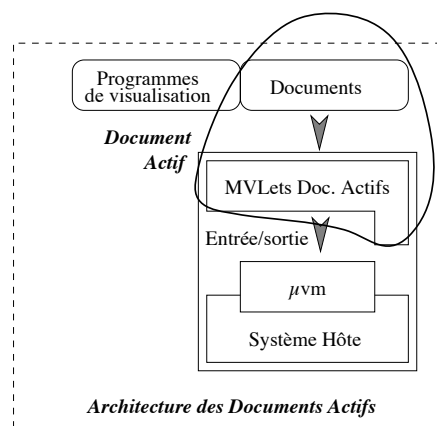 Programmes
de visualisation
Documents
Document
Actif
MVLets Doc. Actifs
Entrée/sortie
μvm
Système Hôte
Architecture des Documents Actifs